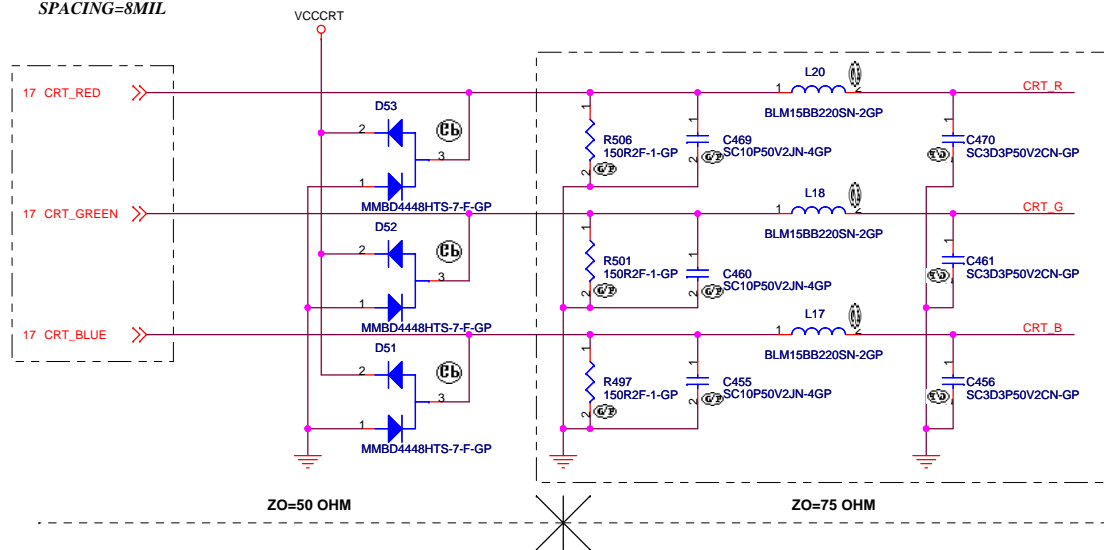 SPACING=8MIL
VCCCRT
17 CRT_RED
D53
2
3
1
MMBD4448HTS-7-F-GP
1
R506
150R2F-1-GP
2
1
C469
SC10P50V2JN-4GP
2
L20
1
2
BLM15BB220SN-2GP
CRT_R
1
C470
SC3D3P50V2CN-GP
17 CRT_GREEN
D52
2
3
1
MMBD4448HTS-7-F-GP
1
R501
150R2F-1-GP
2
1
C460
SC10P50V2JN-4GP
2
L18
1
2
BLM15BB220SN-2GP
CRT_G
1
C461
SC3D3P50V2CN-GP
17 CRT_BLUE
D51
2
3
1
MMBD4448HTS-7-F-GP
1
R497
150R2F-1-GP
2
1
C455
SC10P50V2JN-4GP
2
L17
1
2
BLM15BB220SN-2GP
CRT_B
1
C456
SC3D3P50V2CN-GP
ZO=50 OHM
ZO=75 OHM